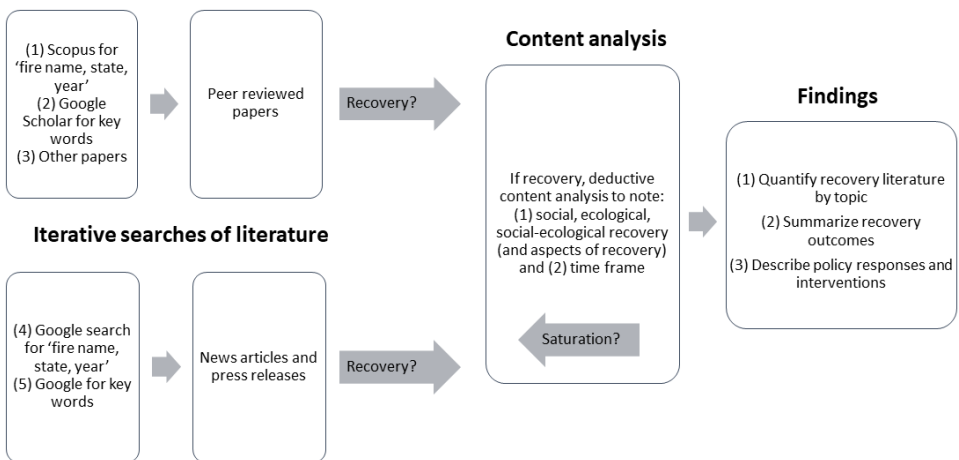 (1) Scopus for
‘fire name, state,
year’
(2) Google
Scholar for key
words
(3) Other papers
Peer reviewed
papers
Recovery?
Iterative searches of literature
(4) Google search
for ‘fire name,
state, year’
(5) Google for key
words
News articles and
press releases
Recovery?
Content analysis
If recovery, deductive
content analysis to note:
(1) social, ecological,
social-ecological recovery
(and aspects of recovery)
and (2) time frame
Saturation?
Findings
(1) Quantify recovery literature
by topic
(2) Summarize recovery
outcomes
(3) Describe policy responses and
interventions